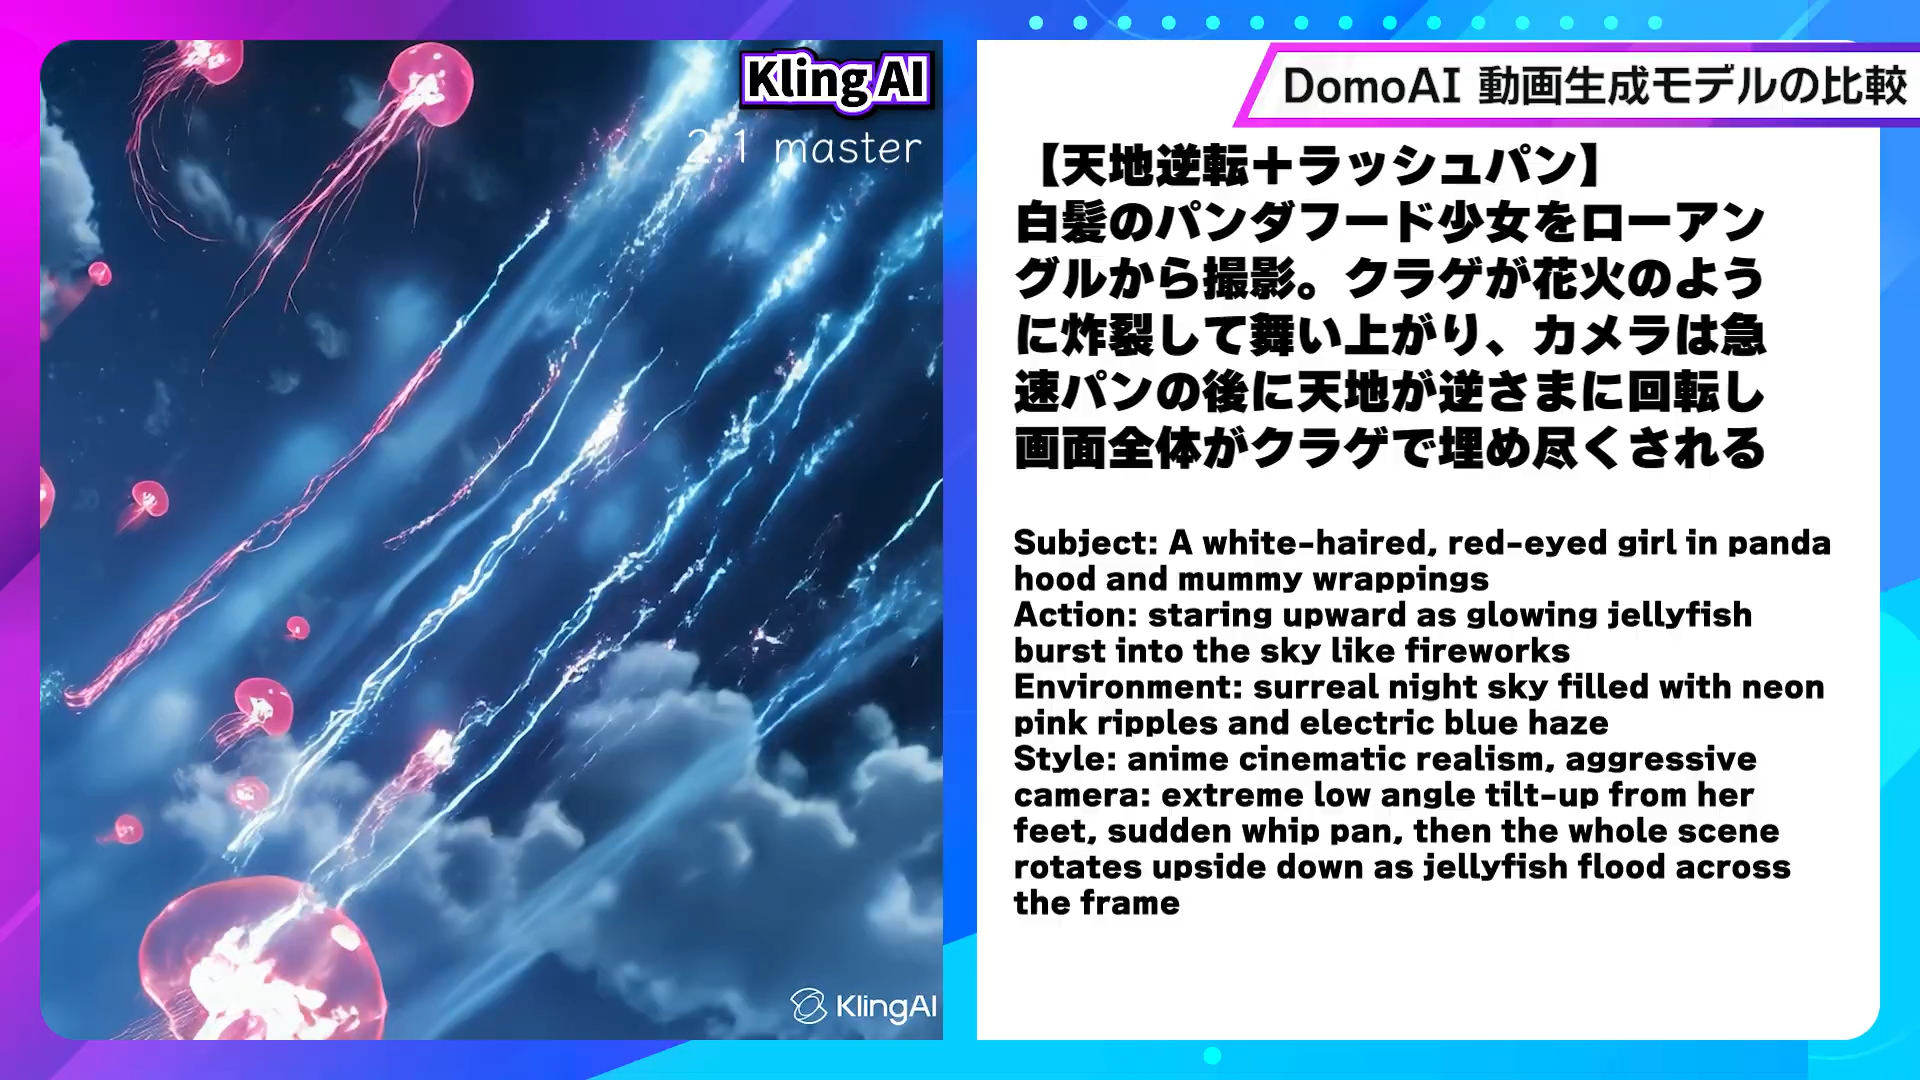 Kling AI
2.1 master
KlingAI
DomoAI 動画生成モデルの比較
【天地逆転＋ラッシュパン】
白髪のパンダフード少女をローアン
グルから撮影。クラゲが花火のよう
に炸裂して舞い上がり、カメラは急
速パンの後に天地が逆さまに回転し
画面全体がクラゲで埋め尽くされる
Subject: A white-haired, red-eyed girl in panda
hood and mummy wrappings
Action: staring upward as glowing jellyfish
burst into the sky like fireworks
Environment: surreal night sky filled with neon
pink ripples and electric blue haze
Style: anime cinematic realism, aggressive
camera: extreme low angle tilt-up from her
feet, sudden whip pan, then the whole scene
rotates upside down as jellyfish flood across
the frame